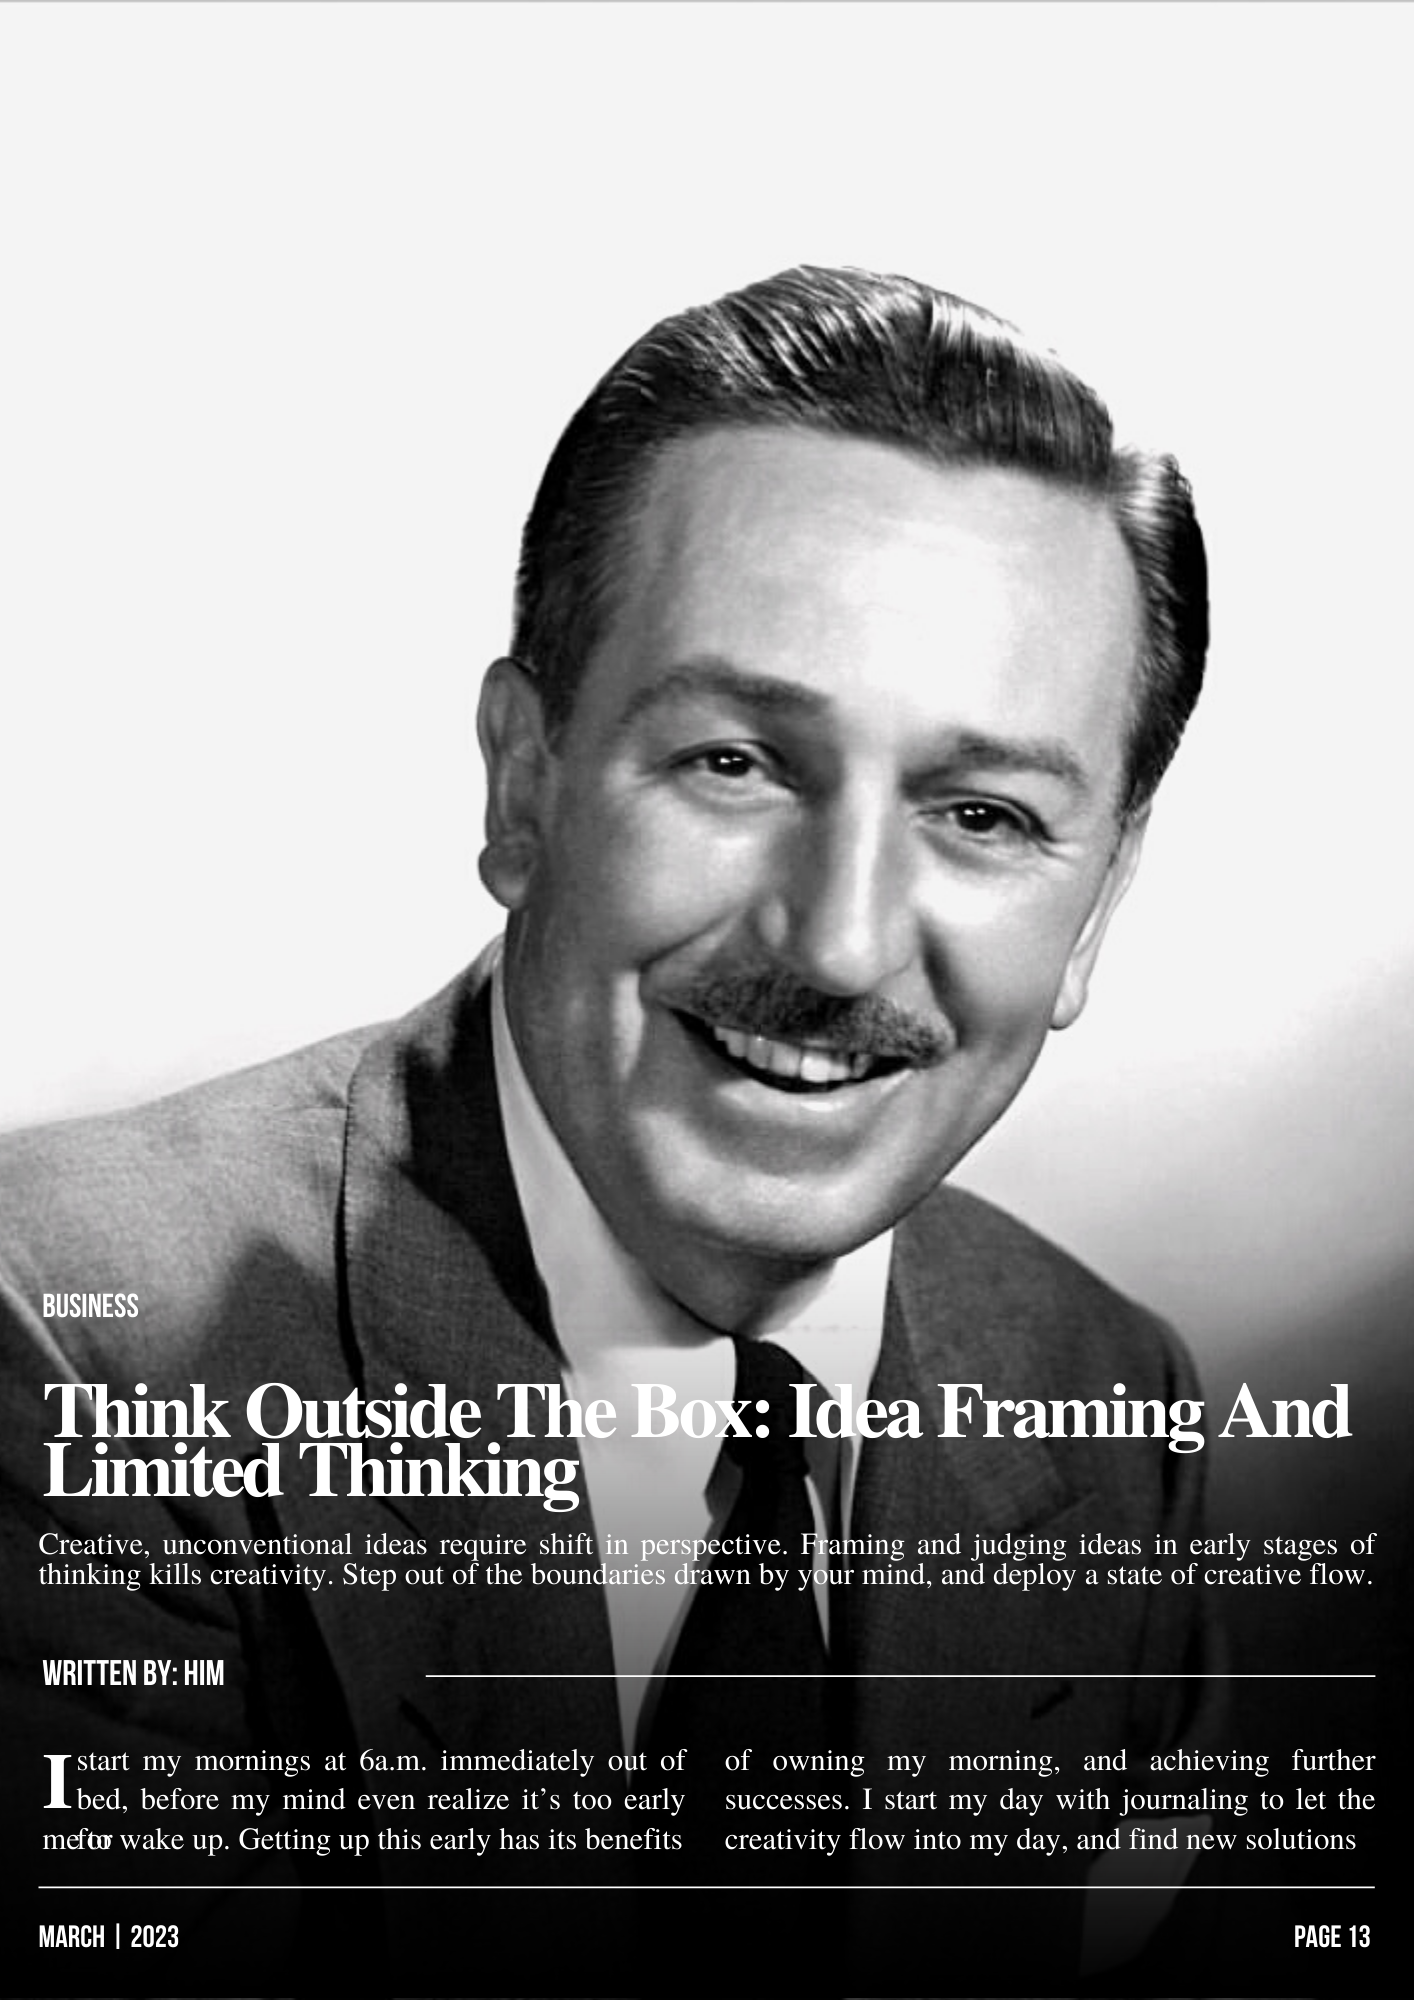 BUSINESS
Think Outside The Box: Idea Framing And
Limited Thinking
Creative, unconventional ideas require shift in perspective. Framing and judging ideas in early stages of
thinking kills creativity. Step out of the boundaries drawn by your mind, and deploy a state of creative flow.
WRITTEN BY: HIM
I start my mornings at 6a.m. immediately out of
bed, before my mind even realize it’s too early
for
me to wake up. Getting up this early has its benefits
of owning my morning, and achieving further
successes. I start my day with journaling to let the
creativity flow into my day, and find new solutions
MARCH | 2023
PAGE 13